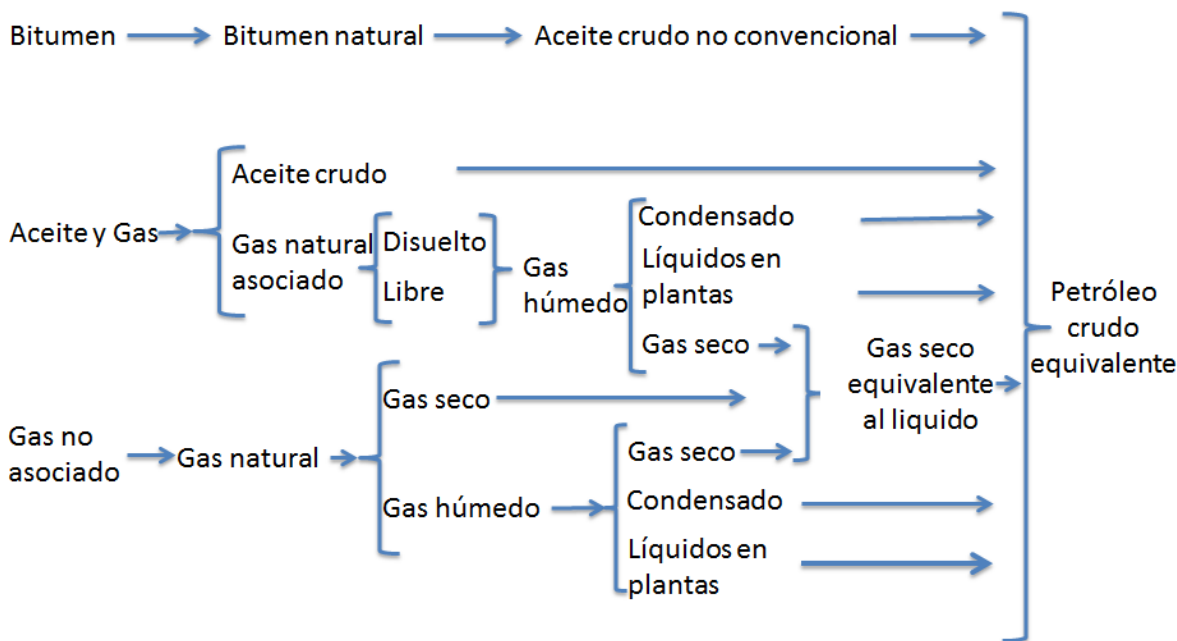 Bitumen
Bitumen natural
Aceite crudo no convencional
Aceite y Gas
Aceite crudo
Gas natural
asociado
Disuelto
Libre
Gas
húmedo
Condensado
Líquidos en
plantas
Gas seco
Gas no
asociado
Gas natural
Gas seco
Gas húmedo
Gas seco
Condensado
Líquidos en
plantas
Gas seco
equivalente
al liquido
Petróleo
crudo
equivalente